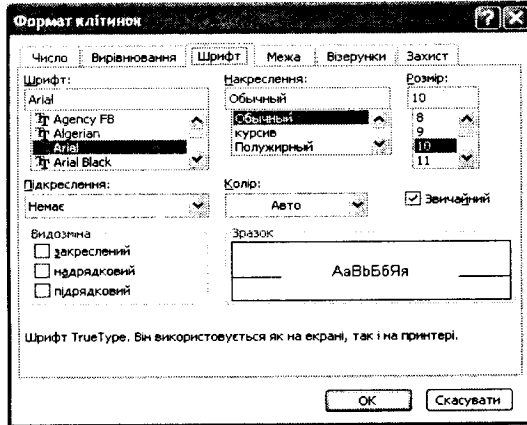 Формат клітинок
Число Вирівнювання Шрифт Межа Візерунки Захист
Шрифт: Накреслення: Розмір:
Arial Обычный 10
Agency FB Обычный 8
Algerian курсив 9
Arial Полужирный 10
Arial Black 11
Підкреслення: Колір:
Немає Авто Звичайний
Видозміна Зразок
закреслений
надрядковий АаВbБбЯя
підрядковий
Шрифт TrueType. Він використовується як на екрані, так і на принтері.
ОК Скасувати